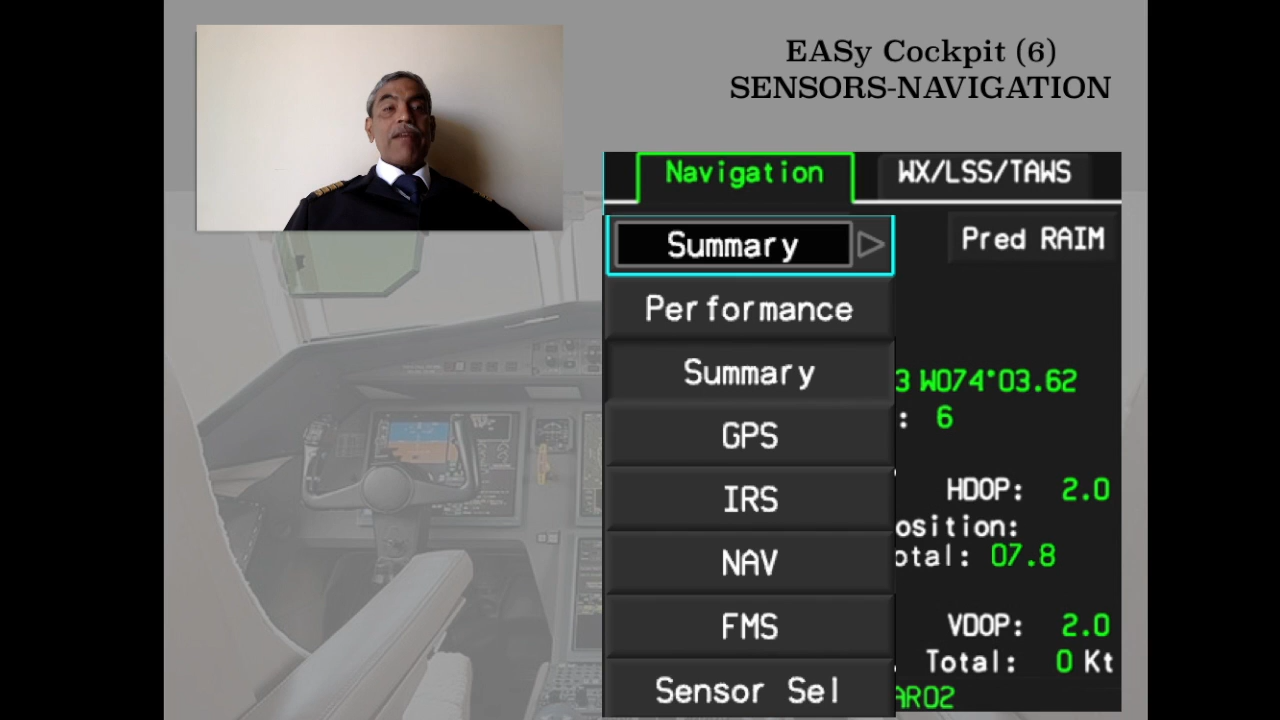 EASy Cockpit (6)
SENSORS-NAVIGATION
Navigation
WX/LSS/TAWS
Summary
Pred RAIM
Performance
Summary
3 W074°03.62
: 6
GPS
IRS
HDOP: 2.0
osition:
otal: 07.8
NAV
FMS
VDOP: 2.0
Total: 0 Kt
Sensor Sel
AR02